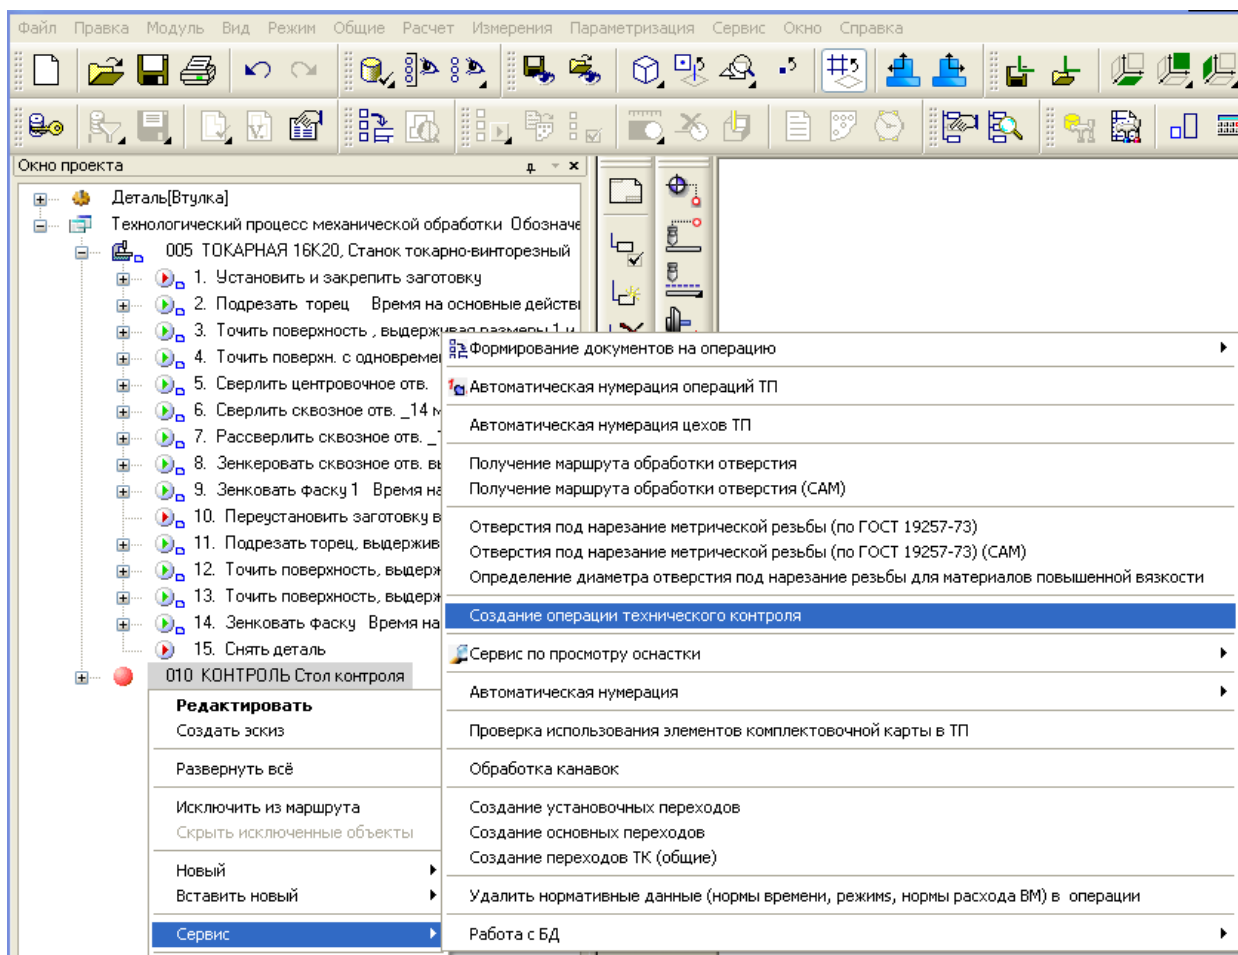 Файл Правка Модуль Вид Режим Общие Расчет Измерения Параметризация Сервис Окно Справка
Окно проекта
Деталь[Втулка]
Технологический процесс механической обработки Обозначе
005 ТОКАРНАЯ 16К20, Станок токарно-винторезный
1. Установить и закрепить заготовку
2. Подрезать торец Время на основные действи
3. Точить поверхность , выдерживая размеры 1 и
4. Точить поверхн. с одновреме
5. Сверлить центровочное отв.
6. Сверлить сквозное отв. _14 м
7. Рассверлить сквозное отв. _
8. Зенкеровать сквозное отв. вы
9. Зенковать фаску 1 Время на
10. Переустановить заготовку в
11. Подрезать торец, выдержив
12. Точить поверхность, выдерж
13. Точить поверхность, выдерж
14. Зенковать фаску Время на
15. Снять деталь
010 КОНТРОЛЬ Стол контроля
Редактировать
Создать эскиз
Развернуть всё
Исключить из маршрута
Скрыть исключенные объекты
Новый
Вставить новый
Сервис
Формирование документов на операцию
Автоматическая нумерация операций ТП
Автоматическая нумерация цехов ТП
Получение маршрута обработки отверстия
Получение маршрута обработки отверстия (САМ)
Отверстия под нарезание метрической резьбы (по ГОСТ 19257-73)
Отверстия под нарезание метрической резьбы (по ГОСТ 19257-73) (САМ)
Определение диаметра отверстия под нарезание резьбы для материалов повышенной вязкости
Создание операции технического контроля
Сервис по просмотру оснастки
Автоматическая нумерация
Проверка использования элементов комплектовочной карты в ТП
Обработка канавок
Создание установочных переходов
Создание основных переходов
Создание переходов ТК (общие)
Удалить нормативные данные (нормы времени, режимs, нормы расхода ВМ) в операции
Работа с БД